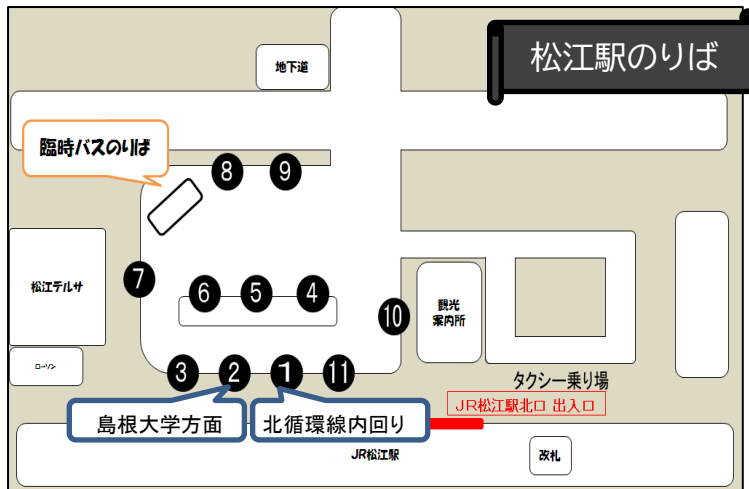 松江駅のりば
地下道
臨時バスのりば
8
9
松江テルサ
7
6
5
4
10
観光
案内所
ローソン
3
2
1
11
タクシー乗り場
JR松江駅北口 出入口
島根大学方面
北循環線内回り
JR松江駅
改札